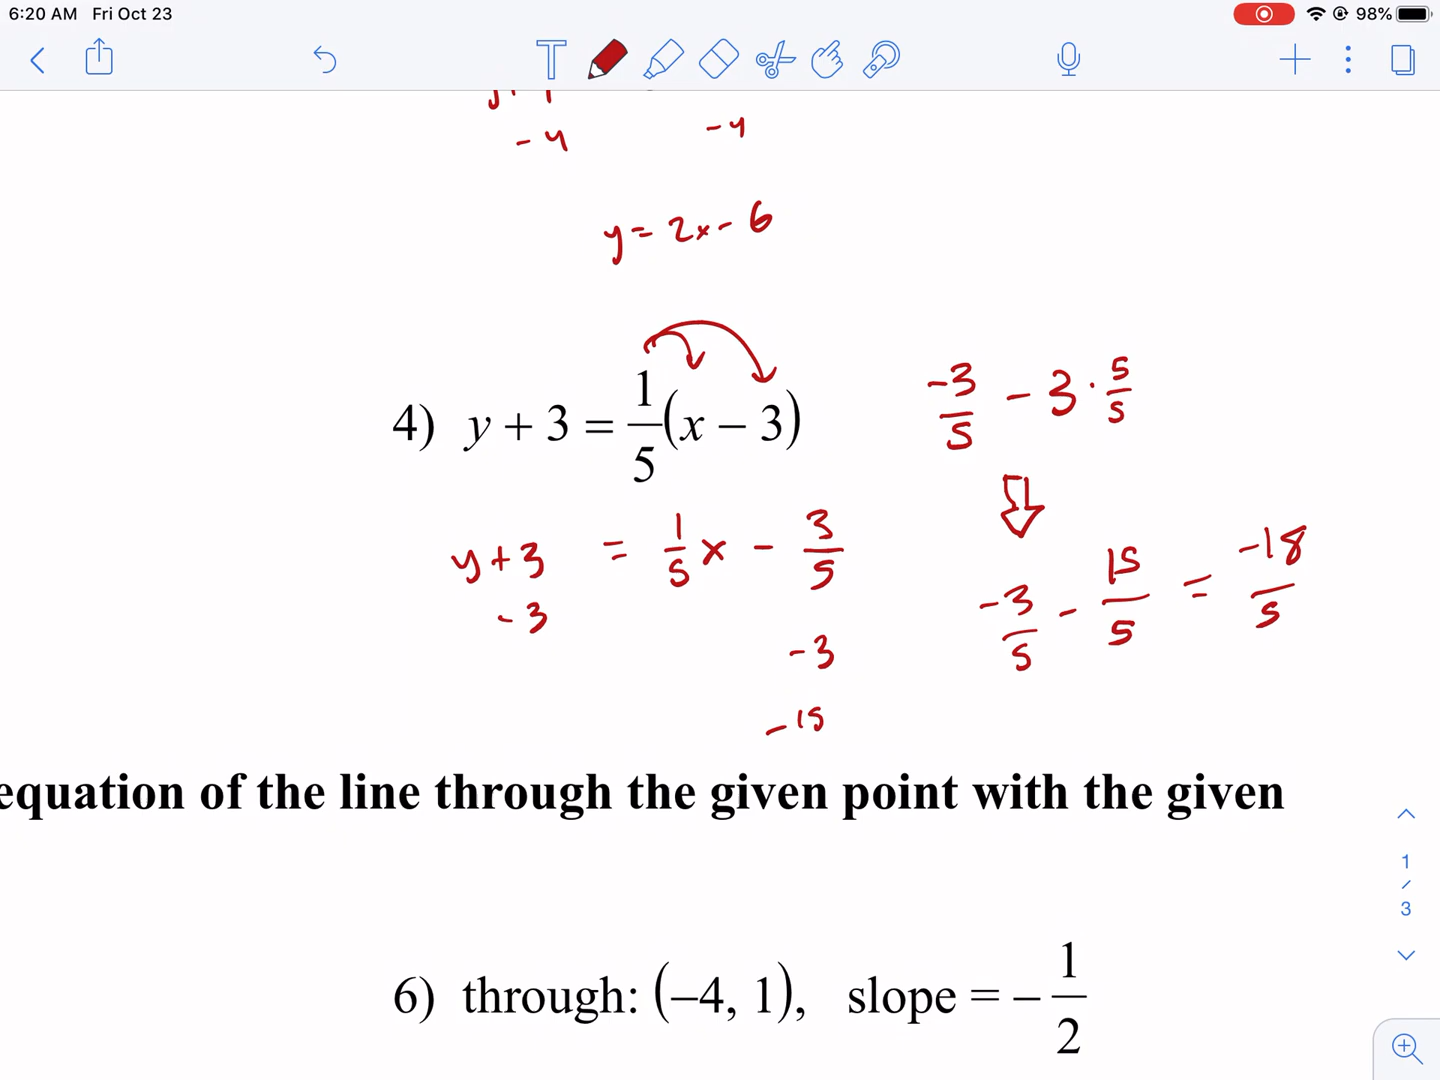 6:20 AM Fri Oct 23 98%
-4 -4
y = 2x - 6
4) y + 3 = 1/5 (x – 3)
-3/5 - 3 · 5/5
y + 3 = 1/5 x - 3/5
-3/5 - 15/5 = -18/5
-3 -3
-15
equation of the line through the given point with the given
1 / 3
6) through: (–4, 1), slope = – 1/2